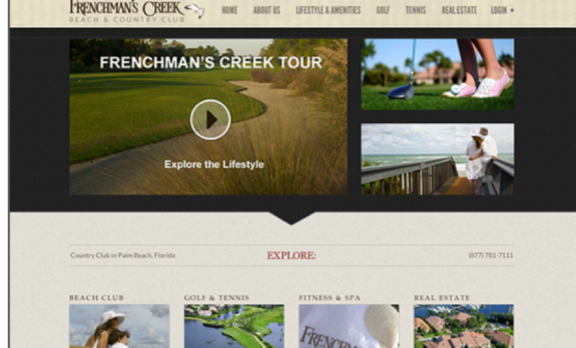 FRENCHMAN'S CREEK
BEACH & COUNTRY CLUB
HOME ABOUT US LIFESTYLE & AMENITIES GOLF TENNIS REAL ESTATE LOGIN
FRENCHMAN'S CREEK TOUR
Explore the Lifestyle
Country Club in Palm Beach, Florida EXPLORE: (877) 781-7111
BEACH CLUB GOLF & TENNIS FITNESS & SPA REAL ESTATE
FRENCHM